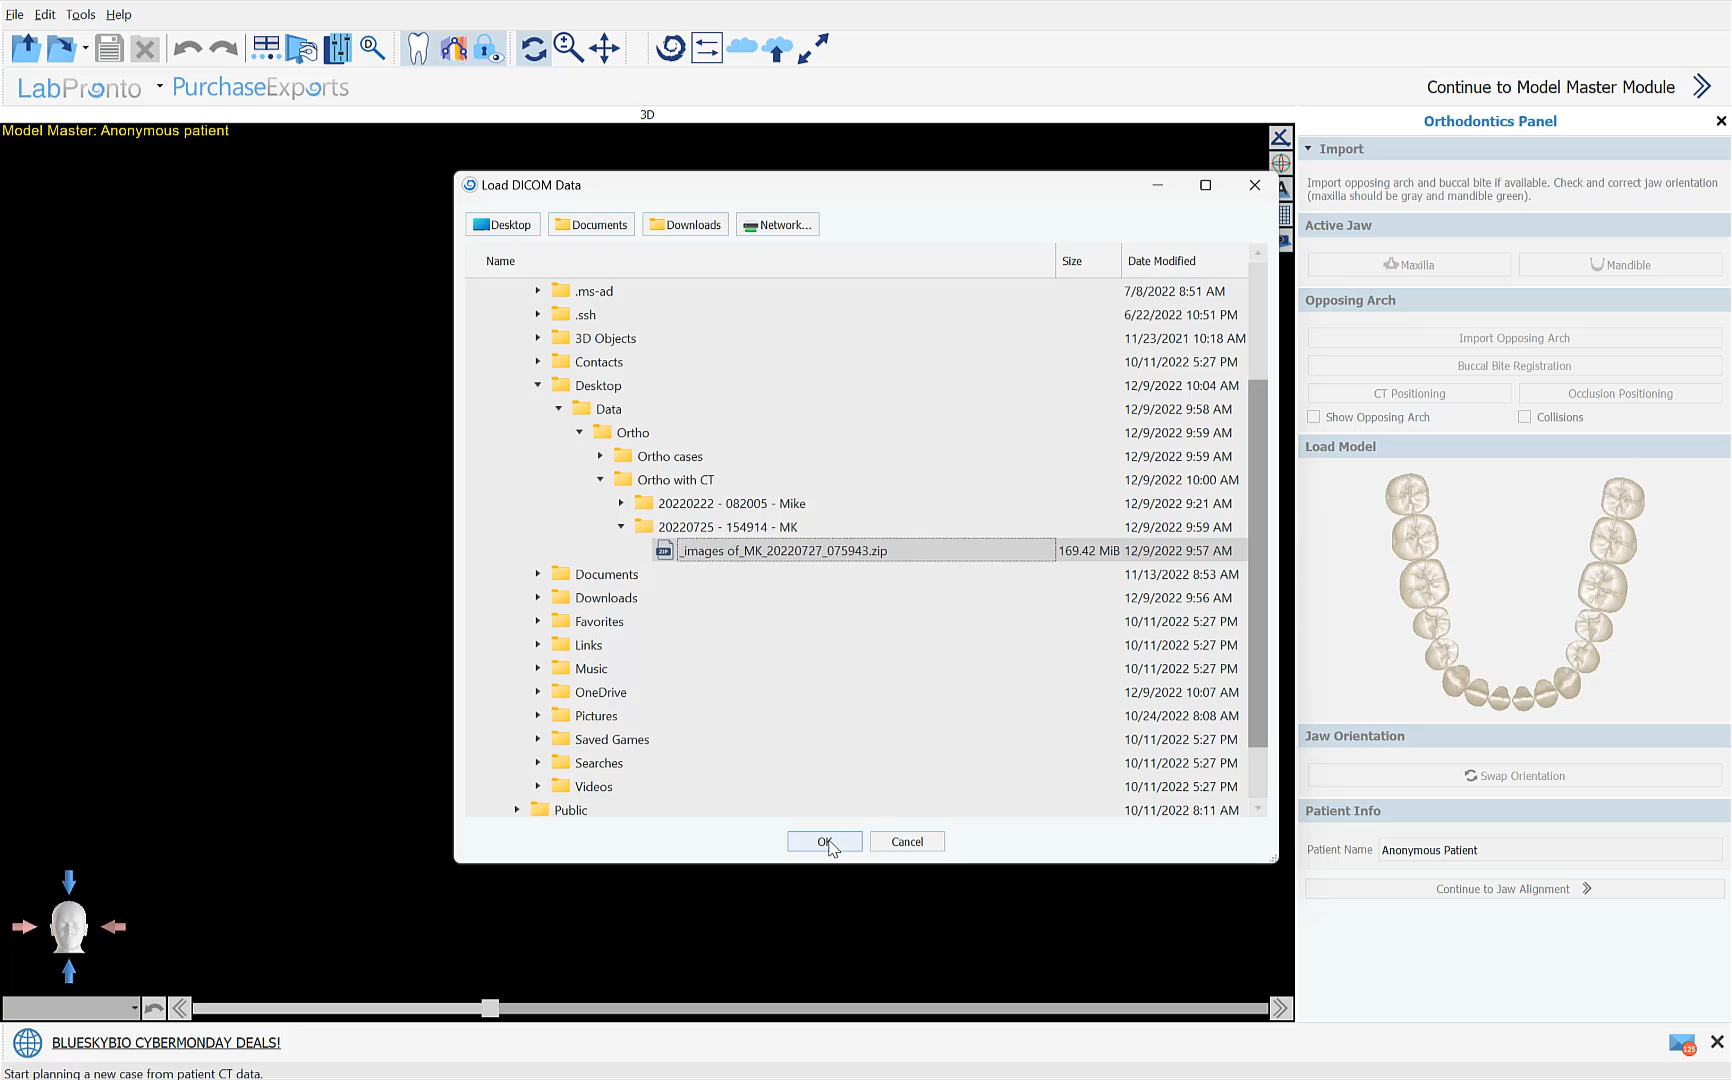 File Edit Tools Help
LabPronto PurchaseExports
Continue to Model Master Module
3D
Model Master: Anonymous patient
Load DICOM Data
Desktop Documents Downloads Network...
Name Size Date Modified
.ms-ad 7/8/2022 8:51 AM
.ssh 6/22/2022 10:51 PM
3D Objects 11/23/2021 10:18 AM
Contacts 10/11/2022 5:27 PM
Desktop 12/9/2022 10:04 AM
Data 12/9/2022 9:58 AM
Ortho 12/9/2022 9:59 AM
Ortho cases 12/9/2022 9:59 AM
Ortho with CT 12/9/2022 10:00 AM
20220222 - 082005 - Mike 12/9/2022 9:21 AM
20220725 - 154914 - MK 12/9/2022 9:59 AM
ZIP _images of_MK_20220727_075943.zip 169.42 MiB 12/9/2022 9:57 AM
Documents 11/13/2022 8:53 AM
Downloads 12/9/2022 9:56 AM
Favorites 10/11/2022 5:27 PM
Links 10/11/2022 5:27 PM
Music 10/11/2022 5:27 PM
OneDrive 12/9/2022 10:07 AM
Pictures 10/24/2022 8:08 AM
Saved Games 10/11/2022 5:27 PM
Searches 10/11/2022 5:27 PM
Videos 10/11/2022 5:27 PM
Public 10/11/2022 8:11 AM
OK Cancel
Orthodontics Panel
Import
Import opposing arch and buccal bite if available. Check and correct jaw orientation
(maxilla should be gray and mandible green).
Active Jaw
Maxilla Mandible
Opposing Arch
Import Opposing Arch
Buccal Bite Registration
CT Positioning Occlusion Positioning
Show Opposing Arch Collisions
Load Model
Jaw Orientation
Swap Orientation
Patient Info
Patient Name Anonymous Patient
Continue to Jaw Alignment
BLUESKYBIO CYBERMONDAY DEALS!
125
Start planning a new case from patient CT data.